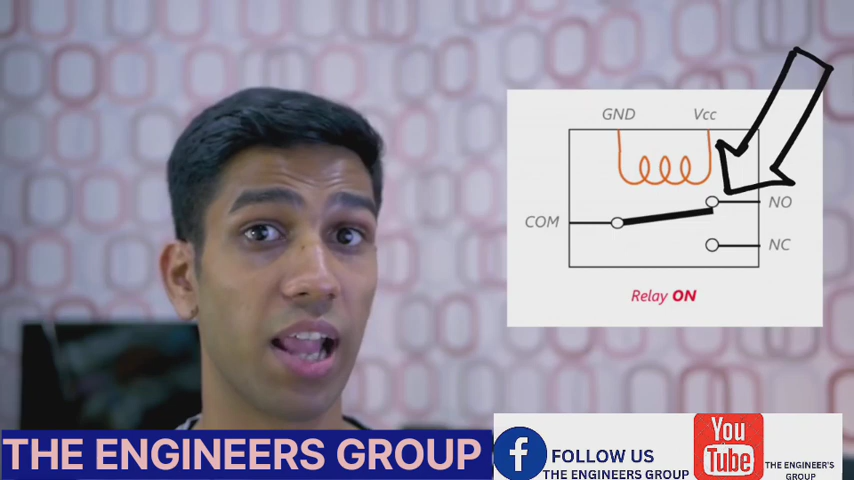 GND Vcc
NO
COM
NC
Relay ON
THE ENGINEERS GROUP
f FOLLOW US
THE ENGINEERS GROUP
You
Tube
THE ENGINEER'S
GROUP